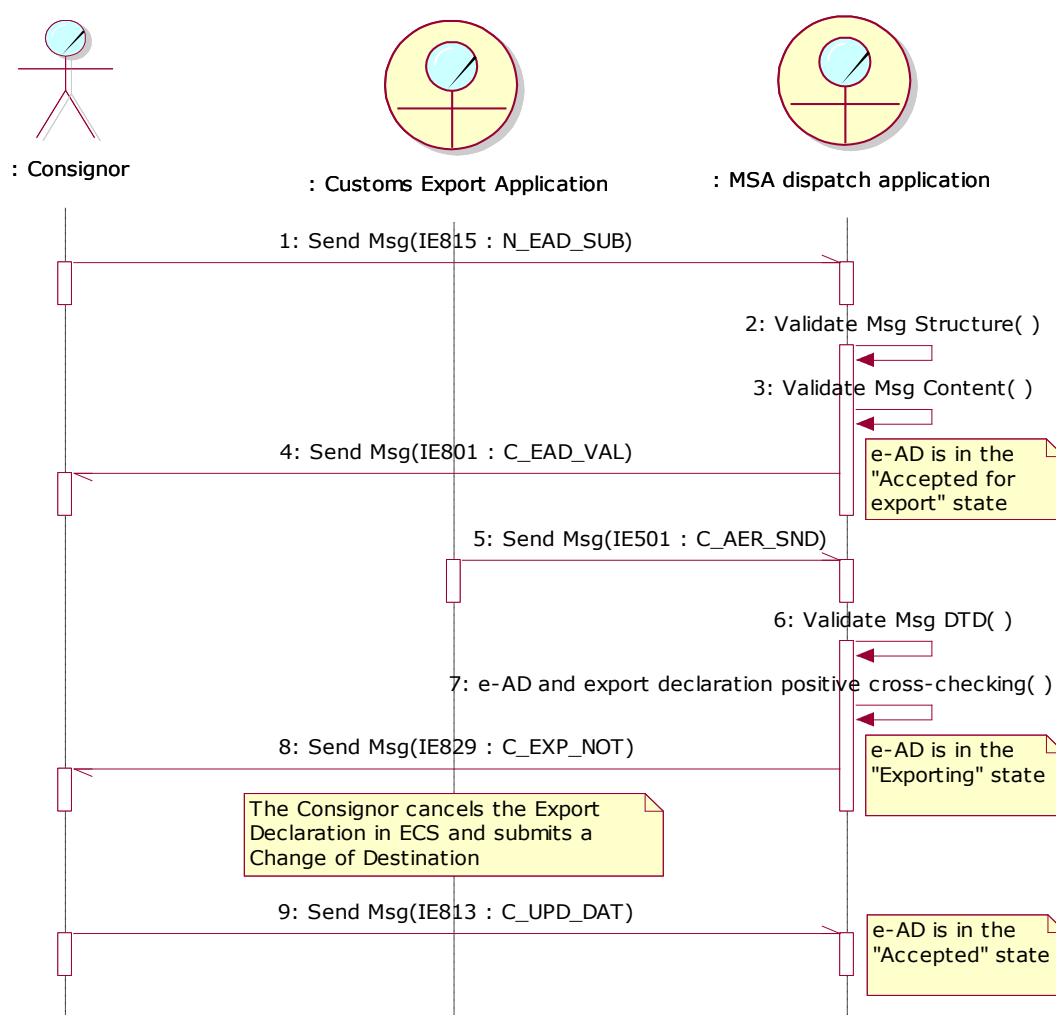 : Consignor
: Customs Export Application
: MSA dispatch application
1: Send Msg(IE815 : N_EAD_SUB)
2: Validate Msg Structure( )
3: Validate Msg Content( )
4: Send Msg(IE801 : C_EAD_VAL)
e-AD is in the
"Accepted for
export" state
5: Send Msg(IE501 : C_AER_SND)
6: Validate Msg DTD( )
7: e-AD and export declaration positive cross-checking( )
8: Send Msg(IE829 : C_EXP_NOT)
e-AD is in the
"Exporting" state
The Consignor cancels the Export
Declaration in ECS and submits a
Change of Destination
9: Send Msg(IE813 : C_UPD_DAT)
e-AD is in the
"Accepted" state